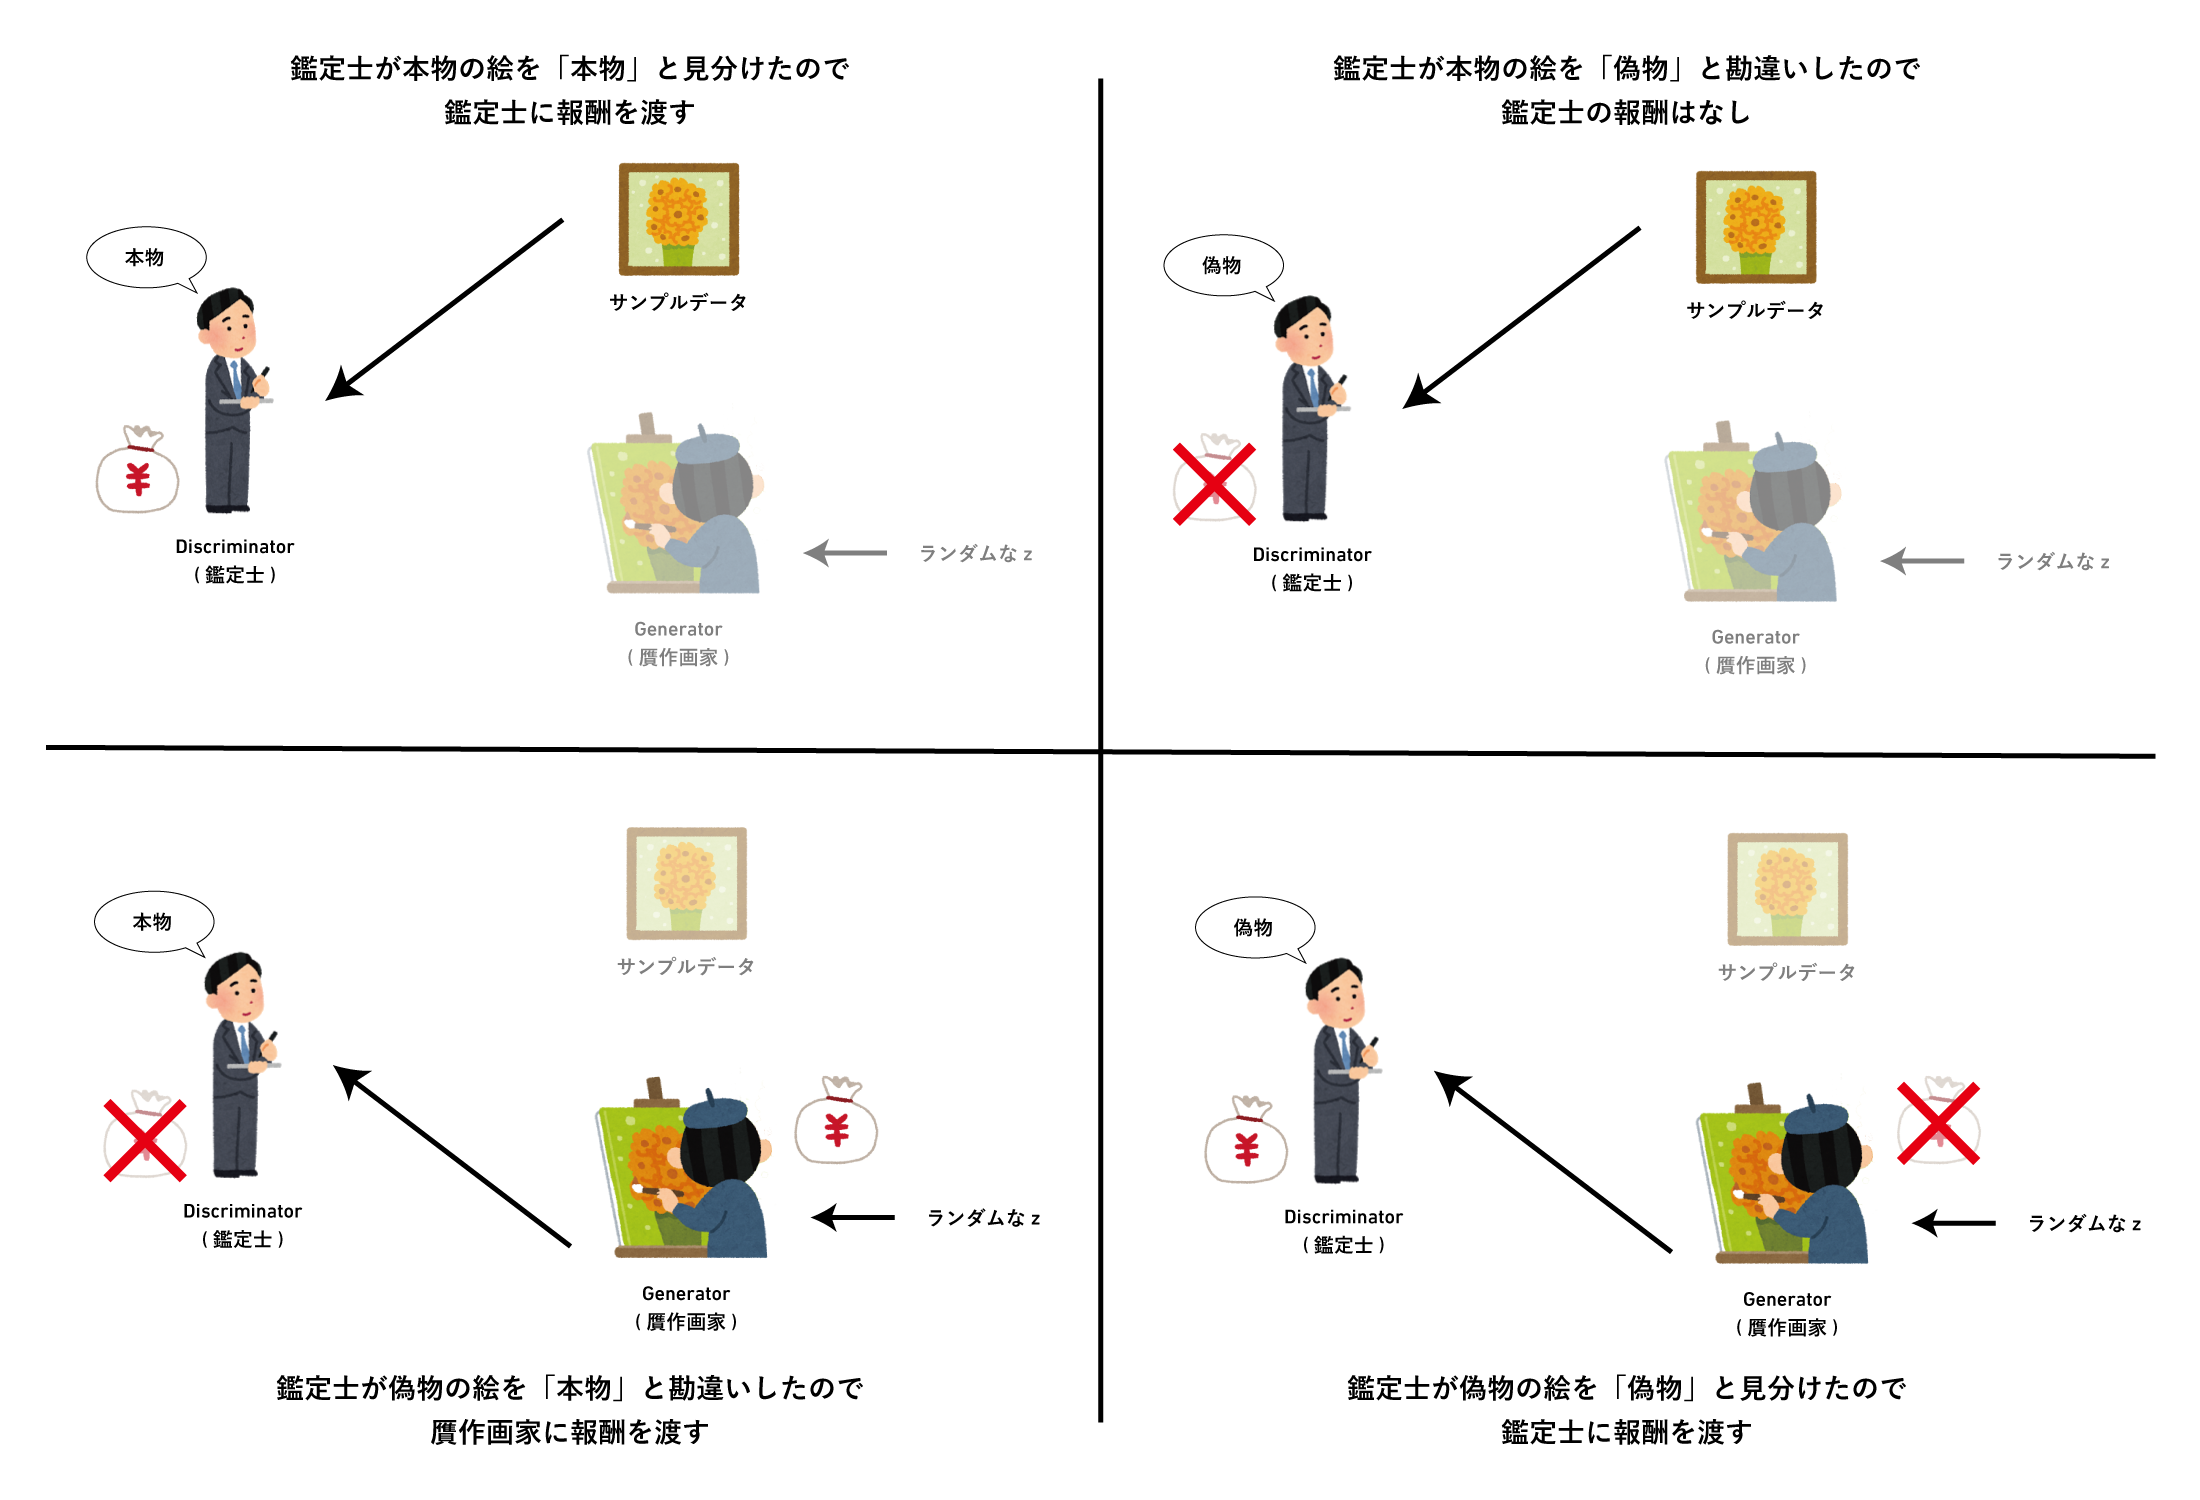 鑑定士が本物の絵を「本物」と見分けたので
鑑定士に報酬を渡す
本物
サンプルデータ
¥
Discriminator
(鑑定士)
ランダムな z
Generator
(贋作画家)
鑑定士が本物の絵を「偽物」と勘違いしたので
鑑定士の報酬はなし
偽物
サンプルデータ
Discriminator
(鑑定士)
ランダムな z
Generator
(贋作画家)
本物
サンプルデータ
¥
Discriminator
(鑑定士)
ランダムな z
Generator
(贋作画家)
鑑定士が偽物の絵を「本物」と勘違いしたので
贋作画家に報酬を渡す
偽物
サンプルデータ
¥
Discriminator
(鑑定士)
ランダムな z
Generator
(贋作画家)
鑑定士が偽物の絵を「偽物」と見分けたので
鑑定士に報酬を渡す